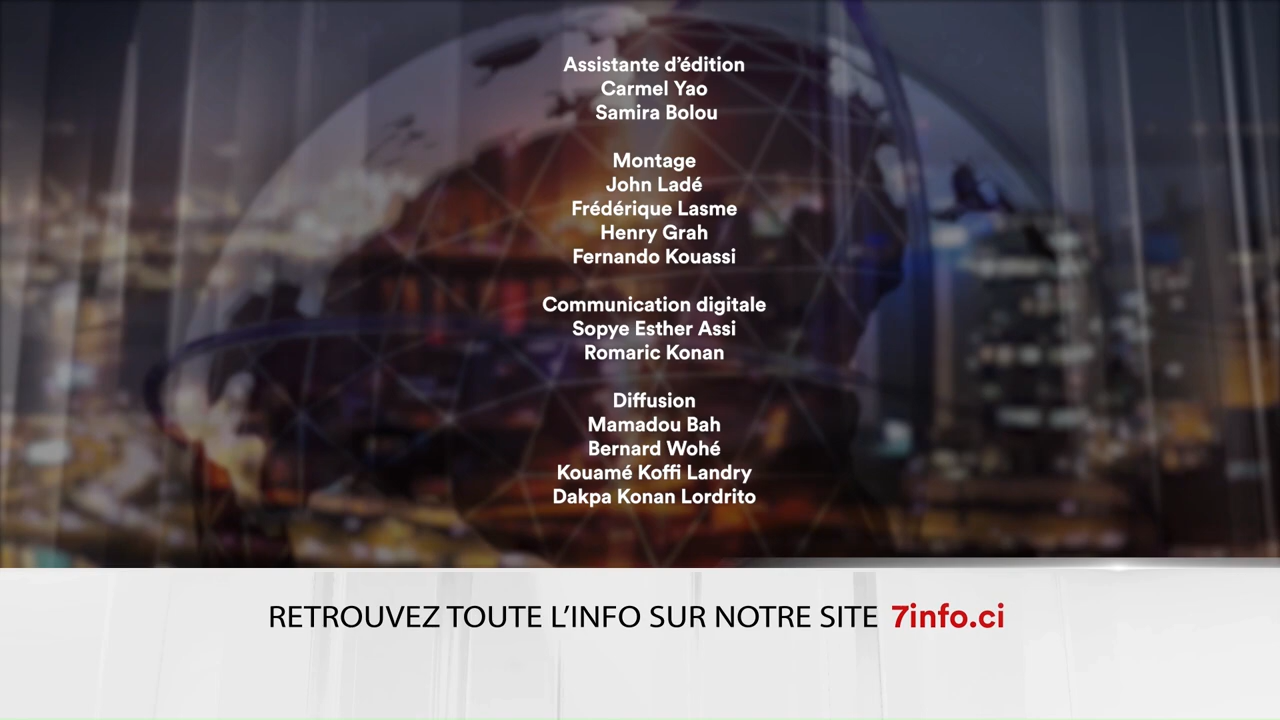 Assistante d’édition
Carmel Yao
Samira Bolou
Montage
John Ladé
Frédérique Lasme
Henry Grah
Fernando Kouassi
Communication digitale
Sopye Esther Assi
Romaric Konan
Diffusion
Mamadou Bah
Bernard Wohé
Kouamé Koffi Landry
Dakpa Konan Lordrito
RETROUVEZ TOUTE L’INFO SUR NOTRE SITE 7info.ci